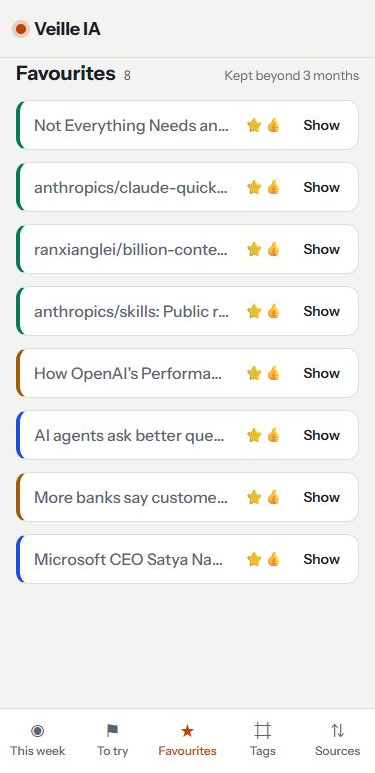 Veille IA
Favourites 8 Kept beyond 3 months
Not Everything Needs an... ⭐ 👍 Show
anthropics/claude-quick... ⭐ 👍 Show
ranxianglei/billion-conte... ⭐ 👍 Show
anthropics/skills: Public r... ⭐ 👍 Show
How OpenAI's Performa... ⭐ 👍 Show
AI agents ask better que... ⭐ 👍 Show
More banks say custome... ⭐ 👍 Show
Microsoft CEO Satya Na... ⭐ 👍 Show
This week To try Favourites Tags Sources